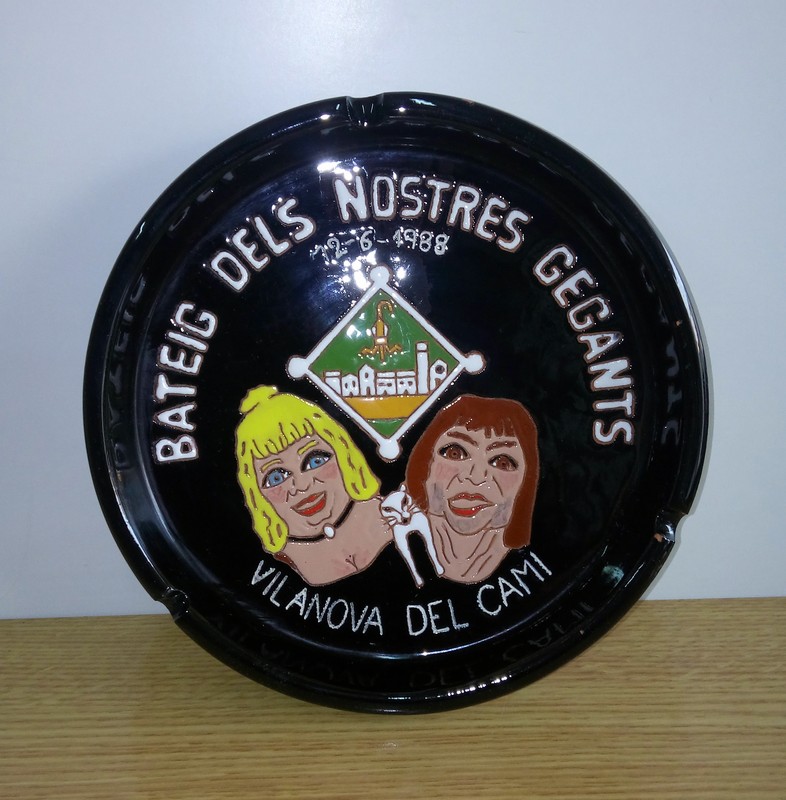 BATEIG DELS NOSTRES GEGANTS
12-6-1988
VILANOVA DEL CAMI